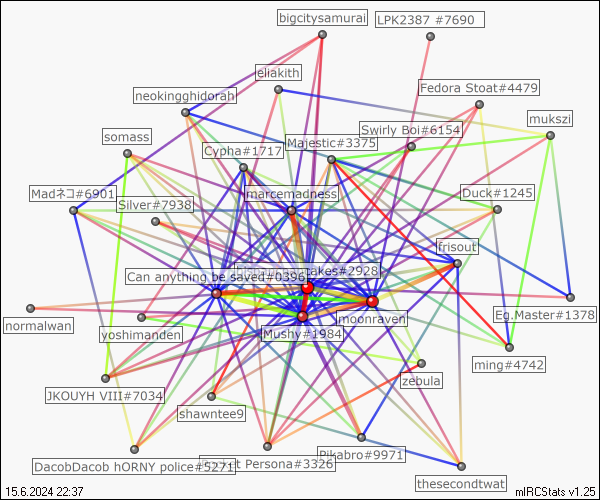 bigcitysamurai
LPK2387 #7690
eliakith
Fedora Stoat#4479
neokingghidorah
mukszi
Swirly Boi#6154
somass
Majestic#3375
Cypha#1717
Madネコ#6901
marcemadness
Duck#1245
Silver#7938
frisout
Can anything be saved#0396
takes#2928
Eg.Master#1378
moonraven
normalwan
yoshimanden
Mushy#1984
ming#4742
zebula
JKOUYH VIII#7034
shawntee9
Pikabro#9971
DacobDacob hORNY police#5271
Persona#3326
thesecondtwat
15.6.2024 22:37
mIRCStats v1.25